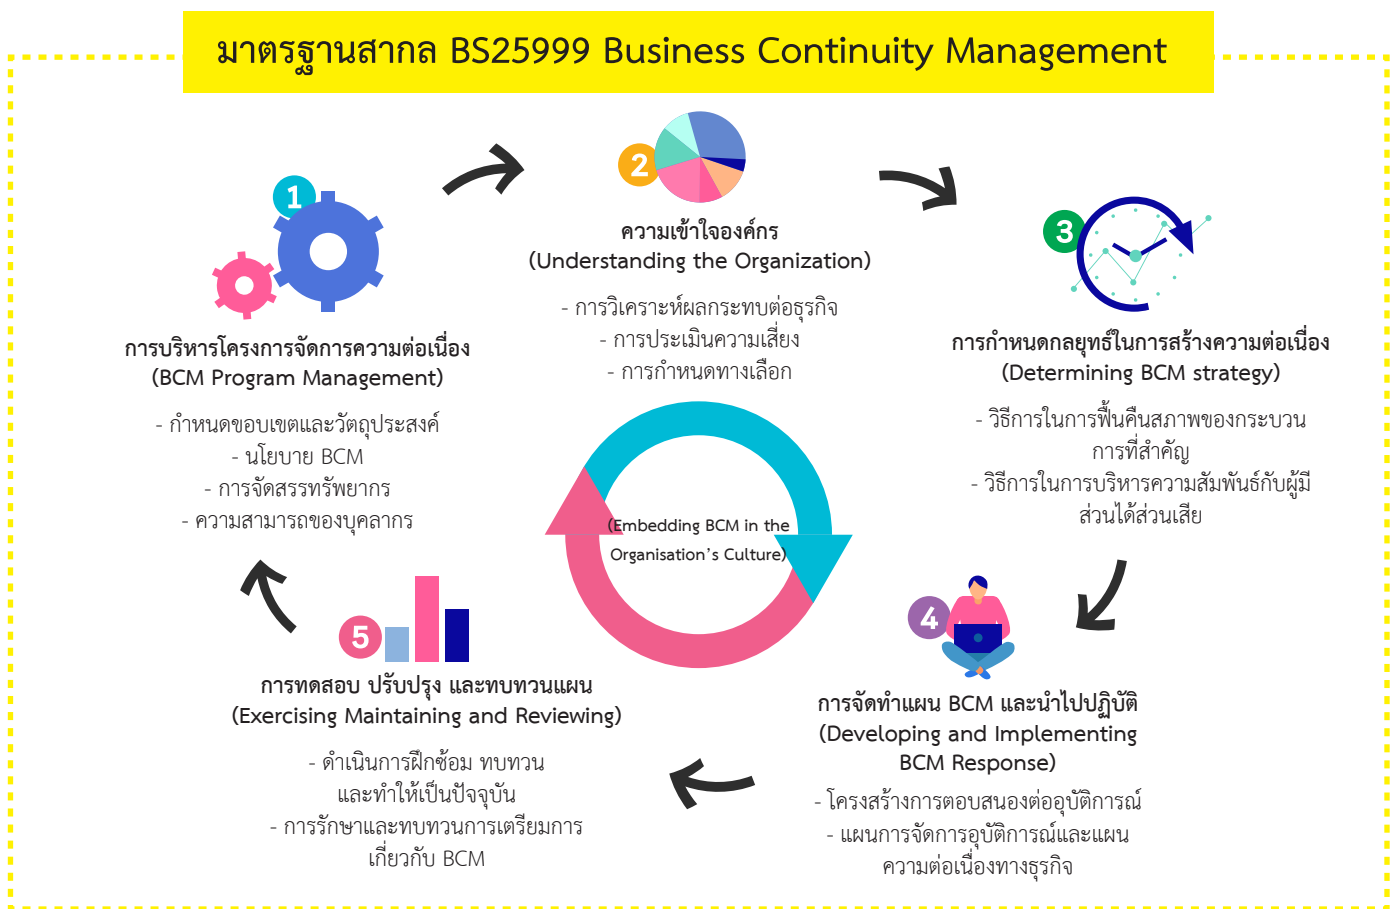 มาตรฐานสากล BS25999 Business Continuity Management
1
การบริหารโครงการจัดการความต่อเนื่อง
(BCM Program Management)
- กำหนดขอบเขตและวัตถุประสงค์
- นโยบาย BCM
- การจัดสรรทรัพยากร
- ความสามารถของบุคลากร
2
ความเข้าใจองค์กร
(Understanding the Organization)
- การวิเคราะห์ผลกระทบต่อธุรกิจ
- การประเมินความเสี่ยง
- การกำหนดทางเลือก
3
การกำหนดกลยุทธ์ในการสร้างความต่อเนื่อง
(Determining BCM strategy)
- วิธีการในการฟื้นคืนสภาพของกระบวน
การที่สำคัญ
- วิธีการในการบริหารความสัมพันธ์กับผู้มี
ส่วนได้ส่วนเสีย
(Embedding BCM in the
Organisation's Culture)
4
การจัดทำแผน BCM และนำไปปฏิบัติ
(Developing and Implementing
BCM Response)
- โครงสร้างการตอบสนองต่ออุบัติการณ์
- แผนการจัดการอุบัติการณ์และแผน
ความต่อเนื่องทางธุรกิจ
5
การทดสอบ ปรับปรุง และทบทวนแผน
(Exercising Maintaining and Reviewing)
- ดำเนินการฝึกซ้อม ทบทวน
และทำให้เป็นปัจจุบัน
- การรักษาและทบทวนการเตรียมการ
เกี่ยวกับ BCM